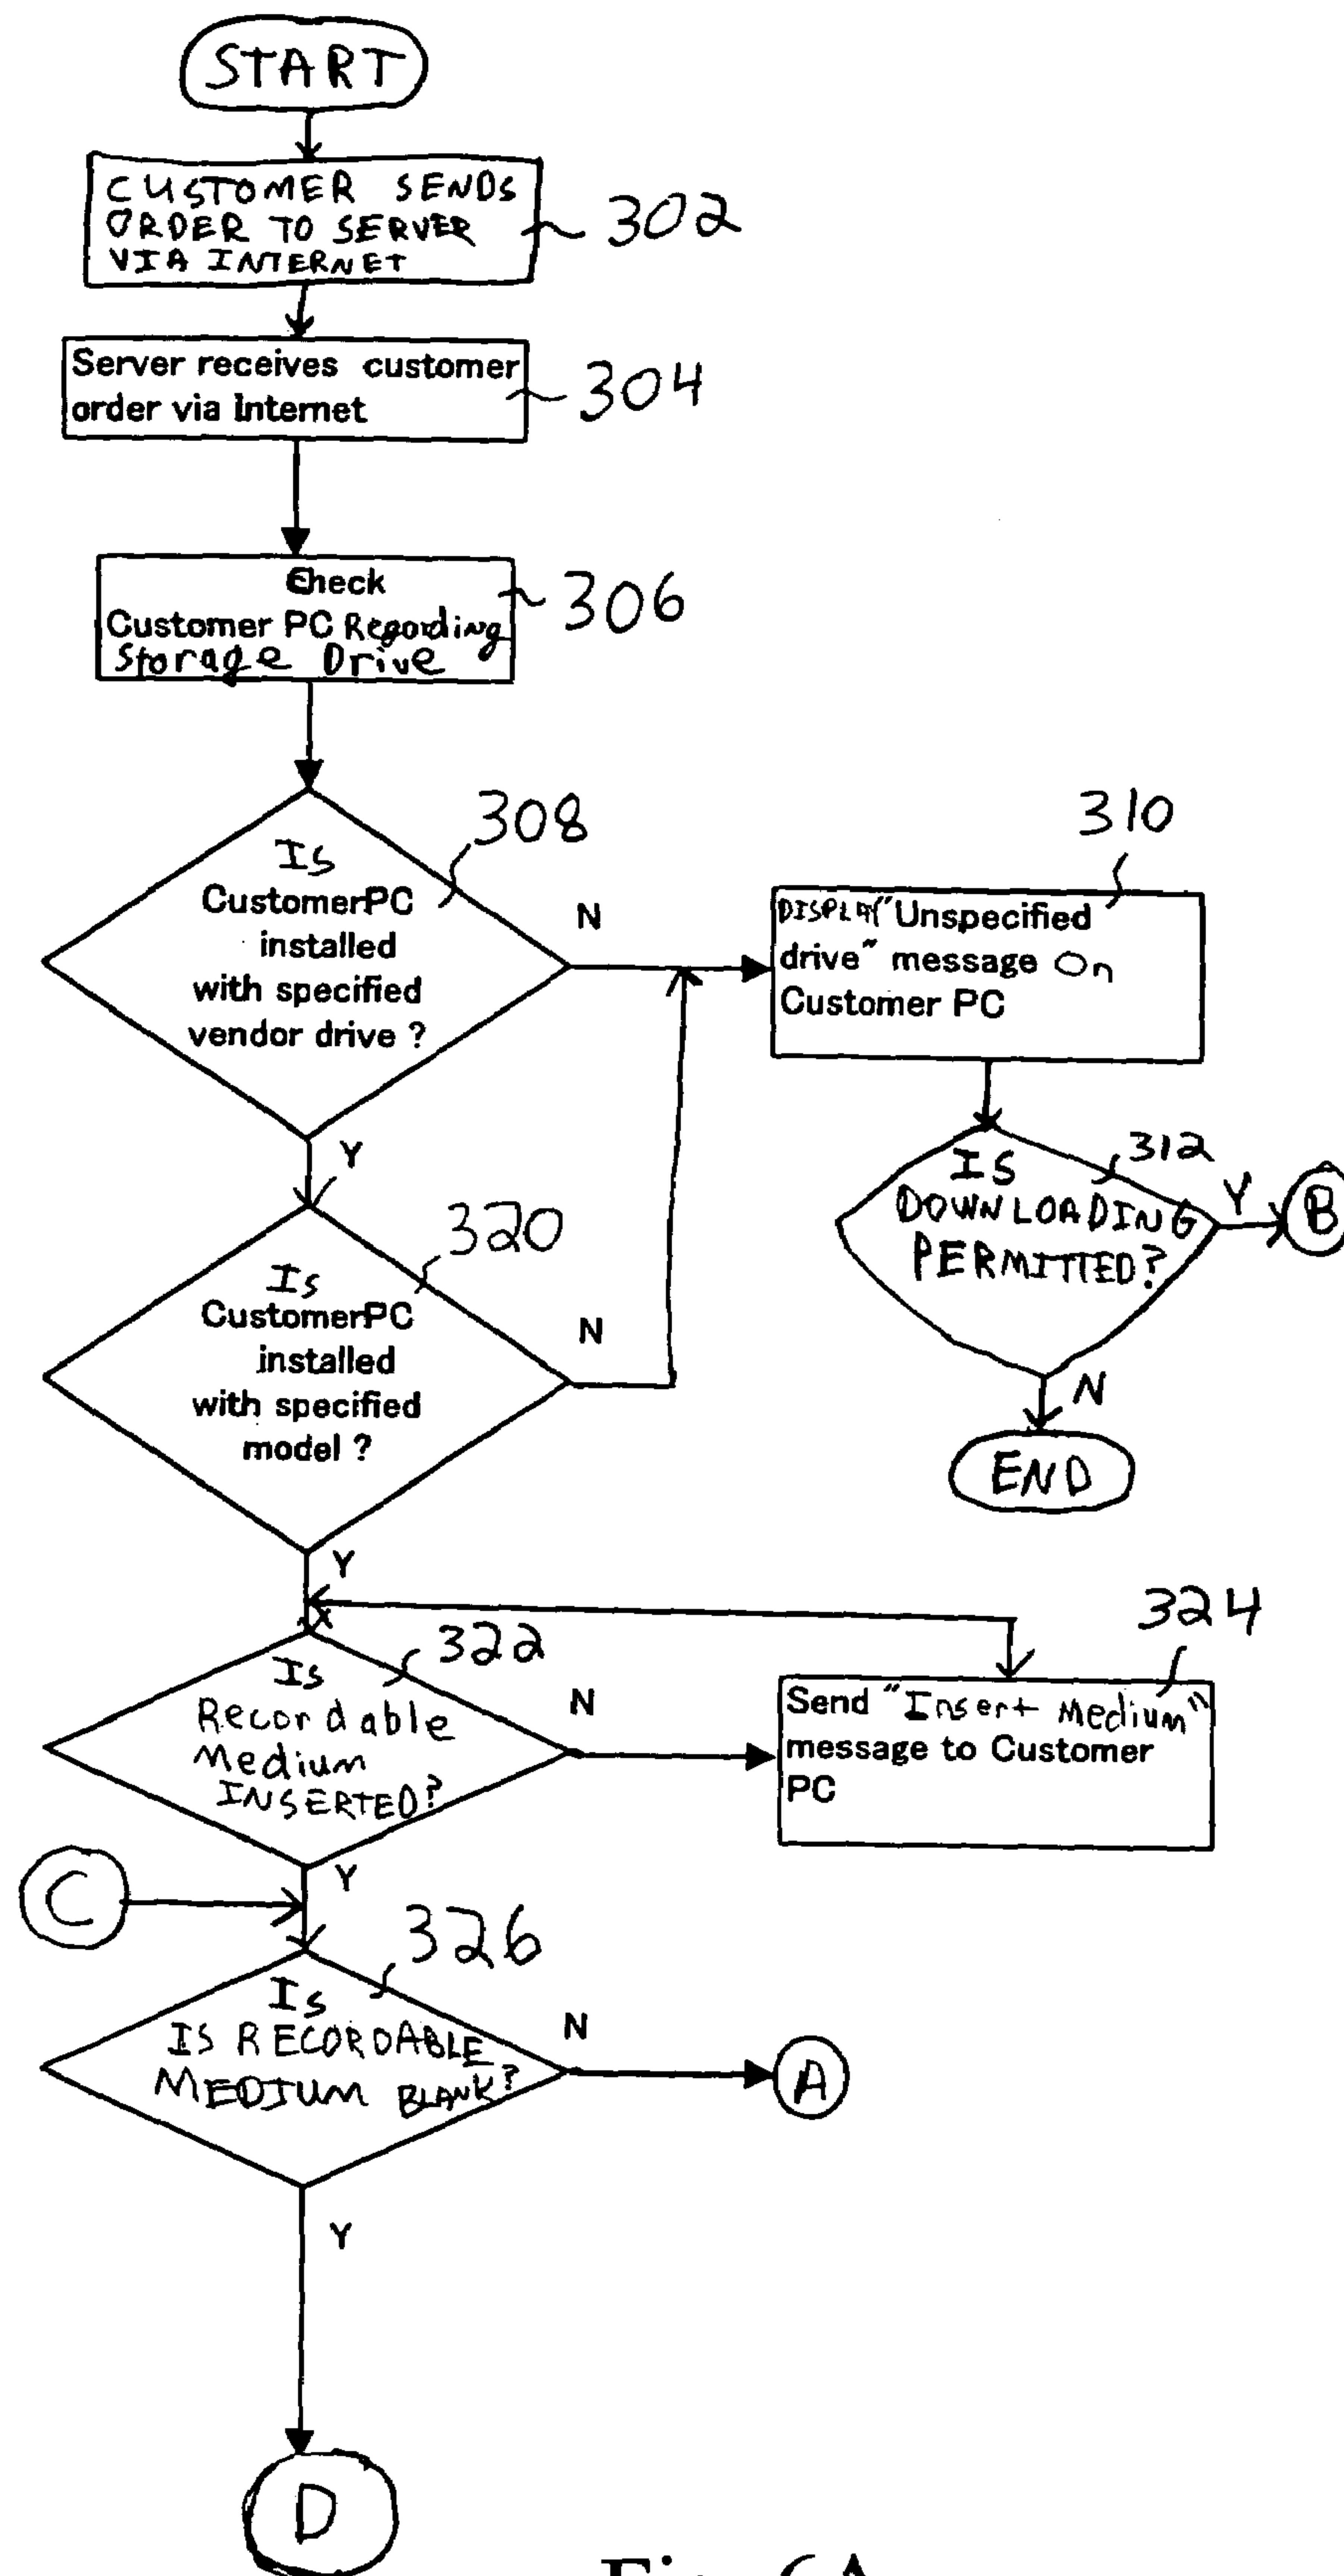 START
CUSTOMER SENDS
ORDER TO SERVER
VIA INTERNET
302
Server receives customer
order via Internet
304
Check
Customer PC Regarding
Storage Drive
306
308
Is
CustomerPC
installed
with specified
vendor drive ?
N
Y
310
"Unspecified
drive" message On
Customer PC
312
IS
DOWNLOADING
PERMITTED?
Y
B
N
END
320
Is
CustomerPC
installed
with specified
model ?
N
Y
322
Is
Recordable
Medium
INSERTED?
N
Y
324
Send "Insert Medium"
message to Customer
PC
C
326
Is
IS RECORDABLE
MEDIUM BLANK?
N
A
Y
D